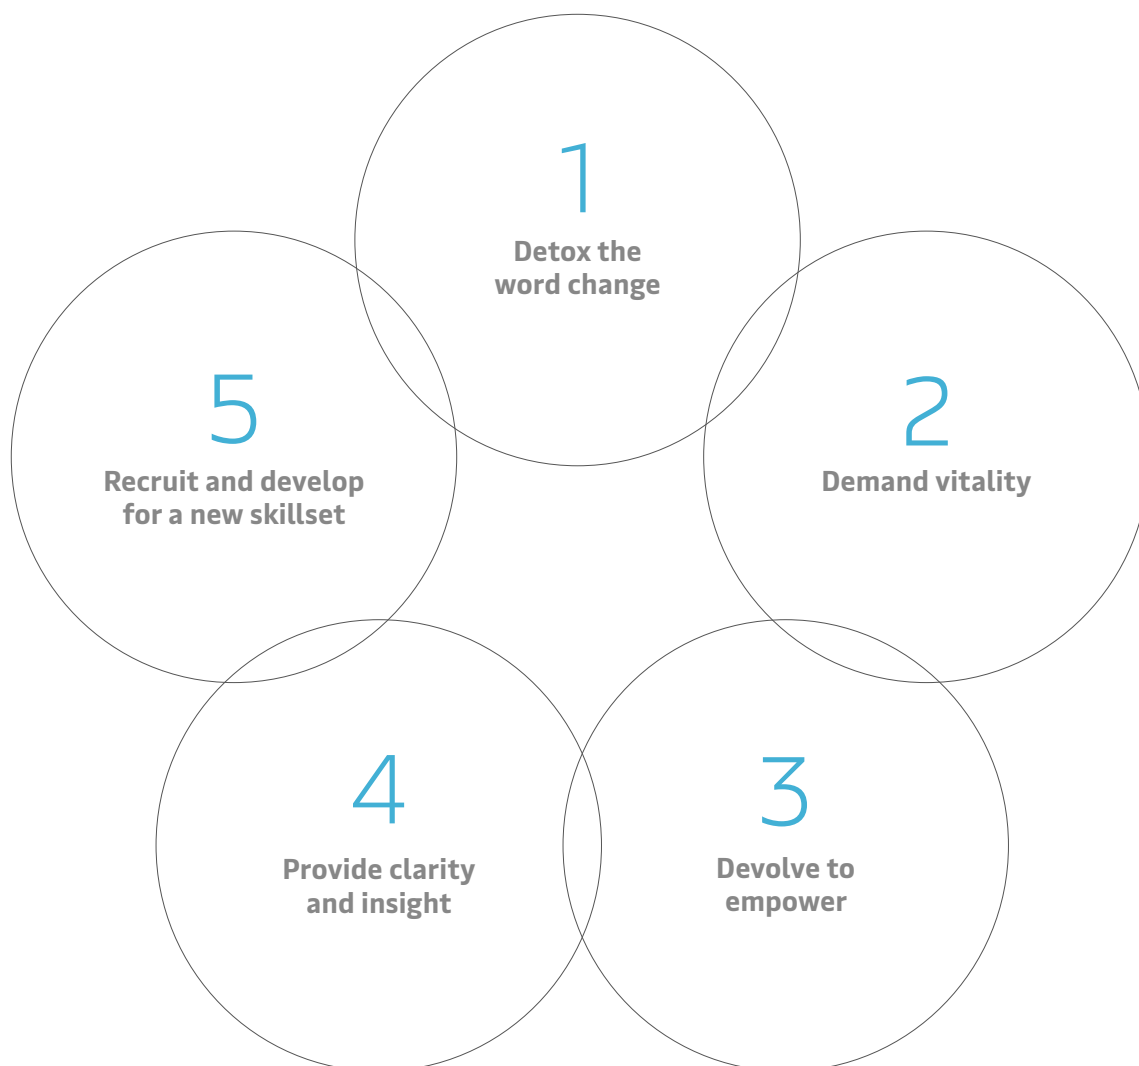 1
Detox the
word change
2
Demand vitality
3
Devolve to
empower
4
Provide clarity
and insight
5
Recruit and develop
for a new skillset